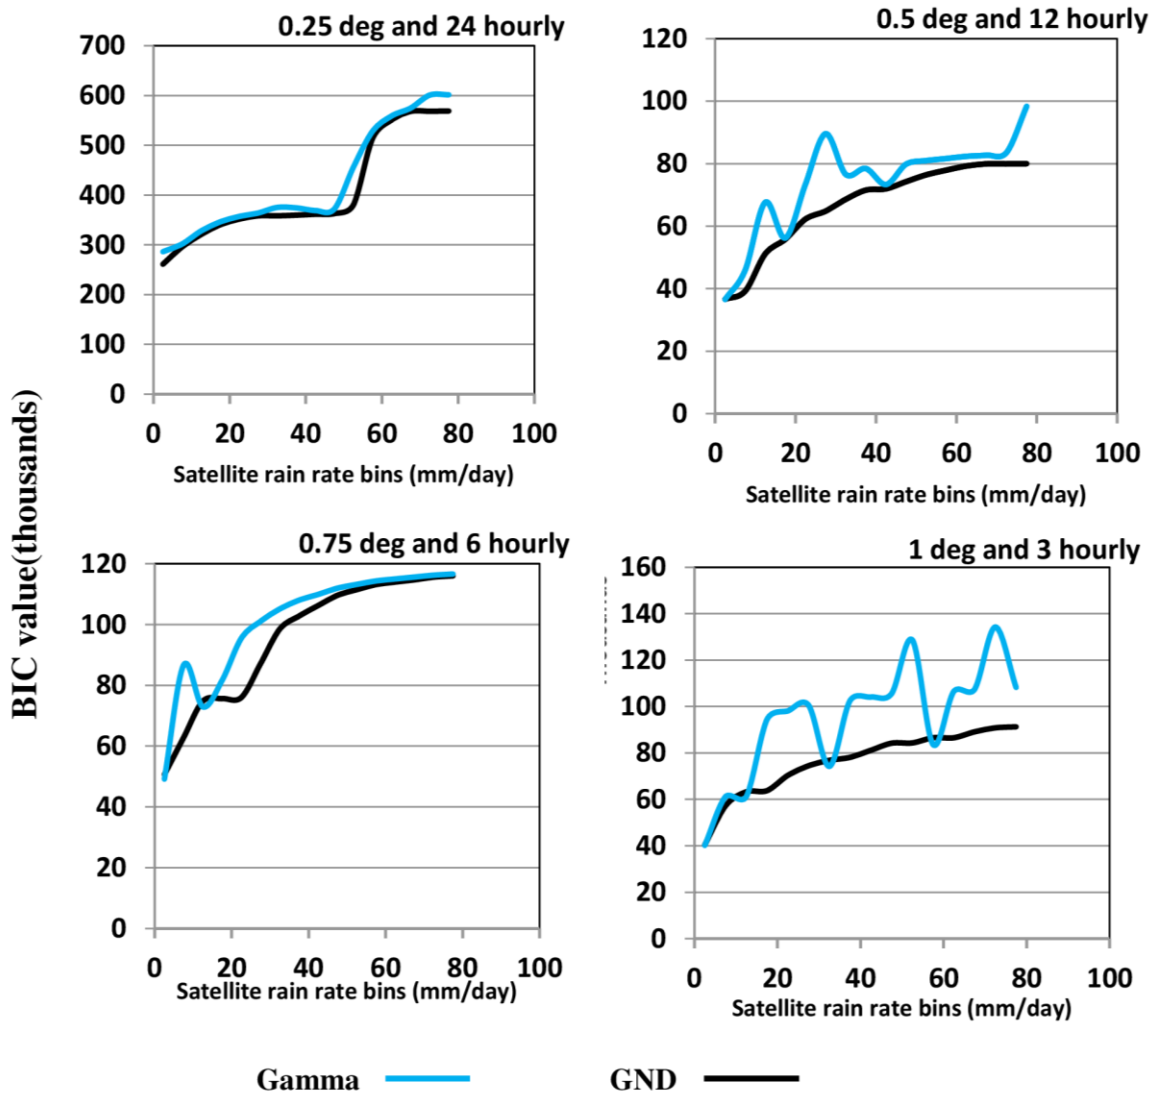 0.25 deg and 24 hourly
700
600
500
400
300
200
100
0
0 20 40 60 80 100
Satellite rain rate bins (mm/day)
0.5 deg and 12 hourly
120
100
80
60
40
20
0
0 20 40 60 80 100
Satellite rain rate bins (mm/day)
BIC value(thousands)
0.75 deg and 6 hourly
120
100
80
60
40
20
0
0 20 40 60 80 100
Satellite rain rate bins (mm/day)
1 deg and 3 hourly
160
140
120
100
80
60
40
20
0
0 20 40 60 80 100
Satellite rain rate bins (mm/day)
Gamma GND